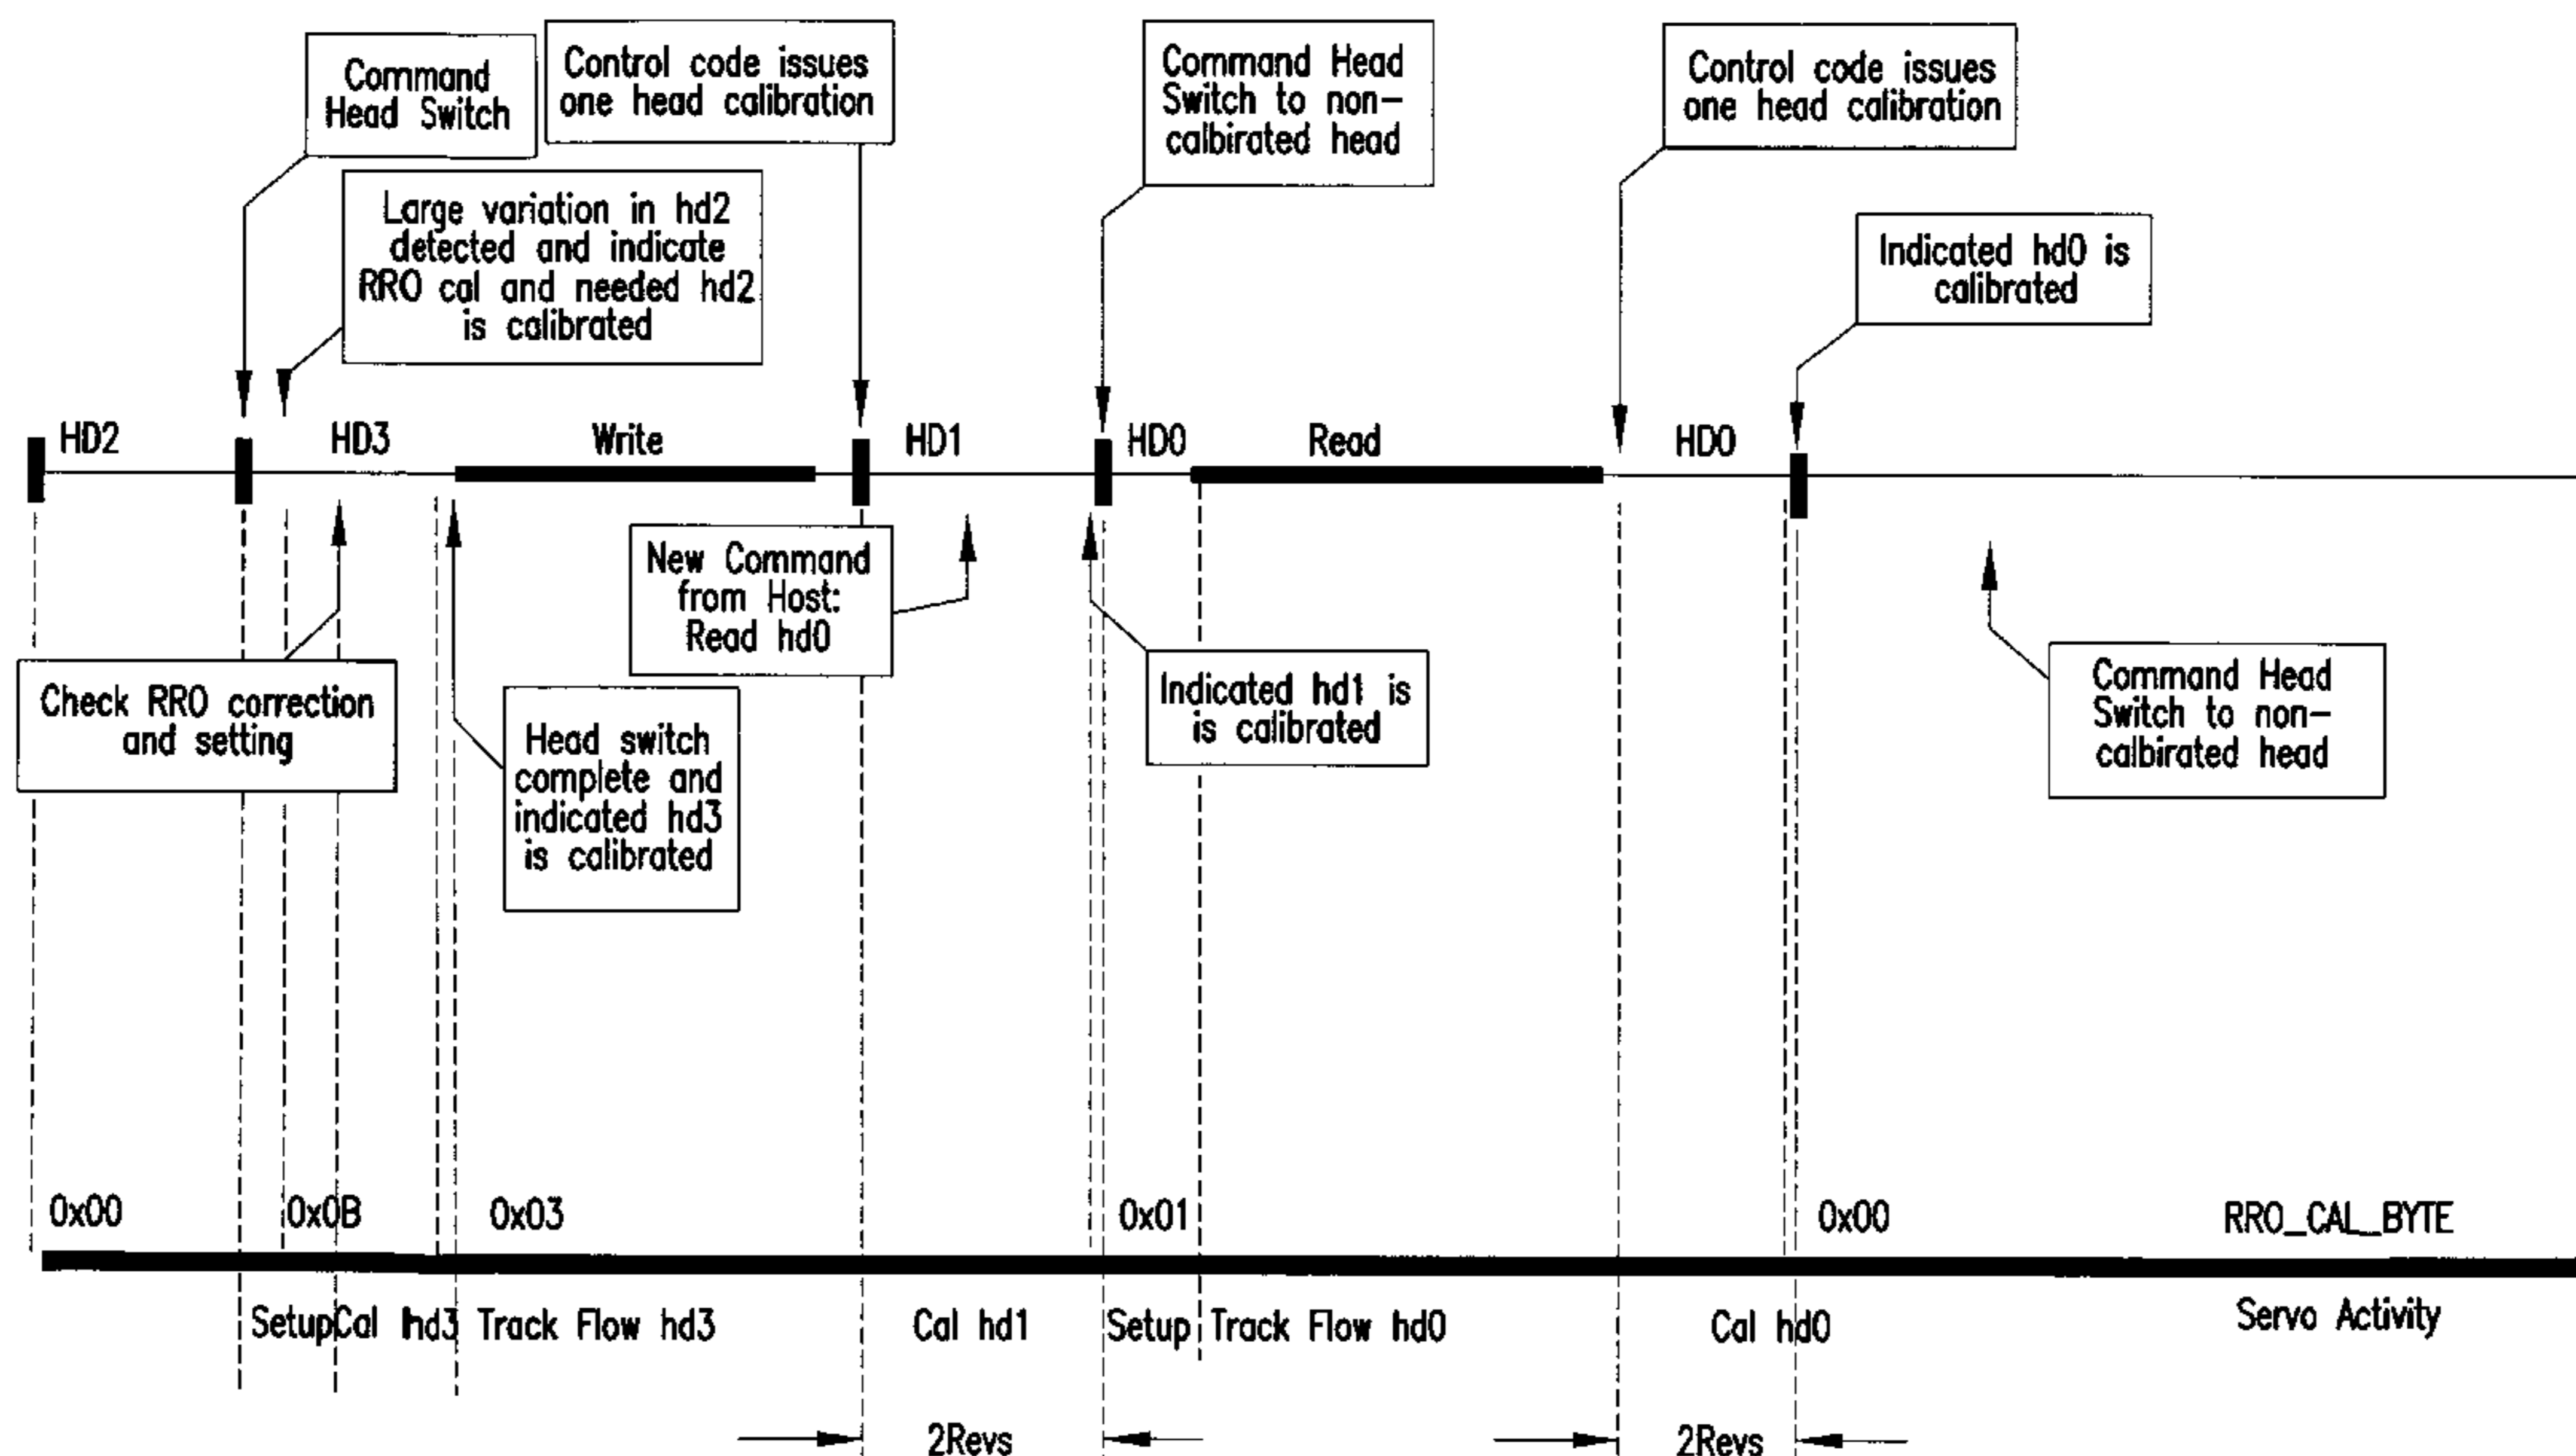 Command
Head Switch
Control code issues
one head calibration
Command Head
Switch to non-
calbirated head
Control code issues
one head calibration
Large variation in hd2
detected and indicate
RRO cal and needed hd2
is calibrated
Indicated hd0 is
calibrated
HD2
HD3
Write
HD1
HD0
Read
HD0
New Command
from Host:
Read hd0
Check RRO correction
and setting
Head switch
complete and
indicated hd3
is calibrated
Indicated hd1 is
is calibrated
Command Head
Switch to non-
calbirated head
0x00
0x0B
0x03
0x01
0x00
RRO_CAL_BYTE
Setup
Cal hd3
Track Flow hd3
Cal hd1
Setup
Track Flow hd0
Cal hd0
Servo Activity
2Revs
2Revs